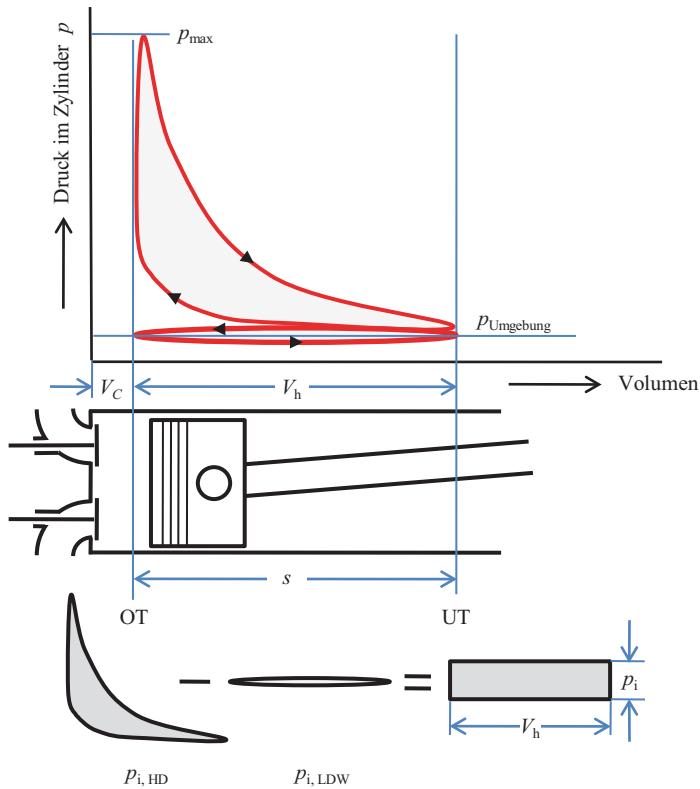 p_max
Druck im Zylinder p
p_Umgebung
V_C
V_h
Volumen
s
OT
UT
p_i
V_h
p_i, HD
p_i, LDW